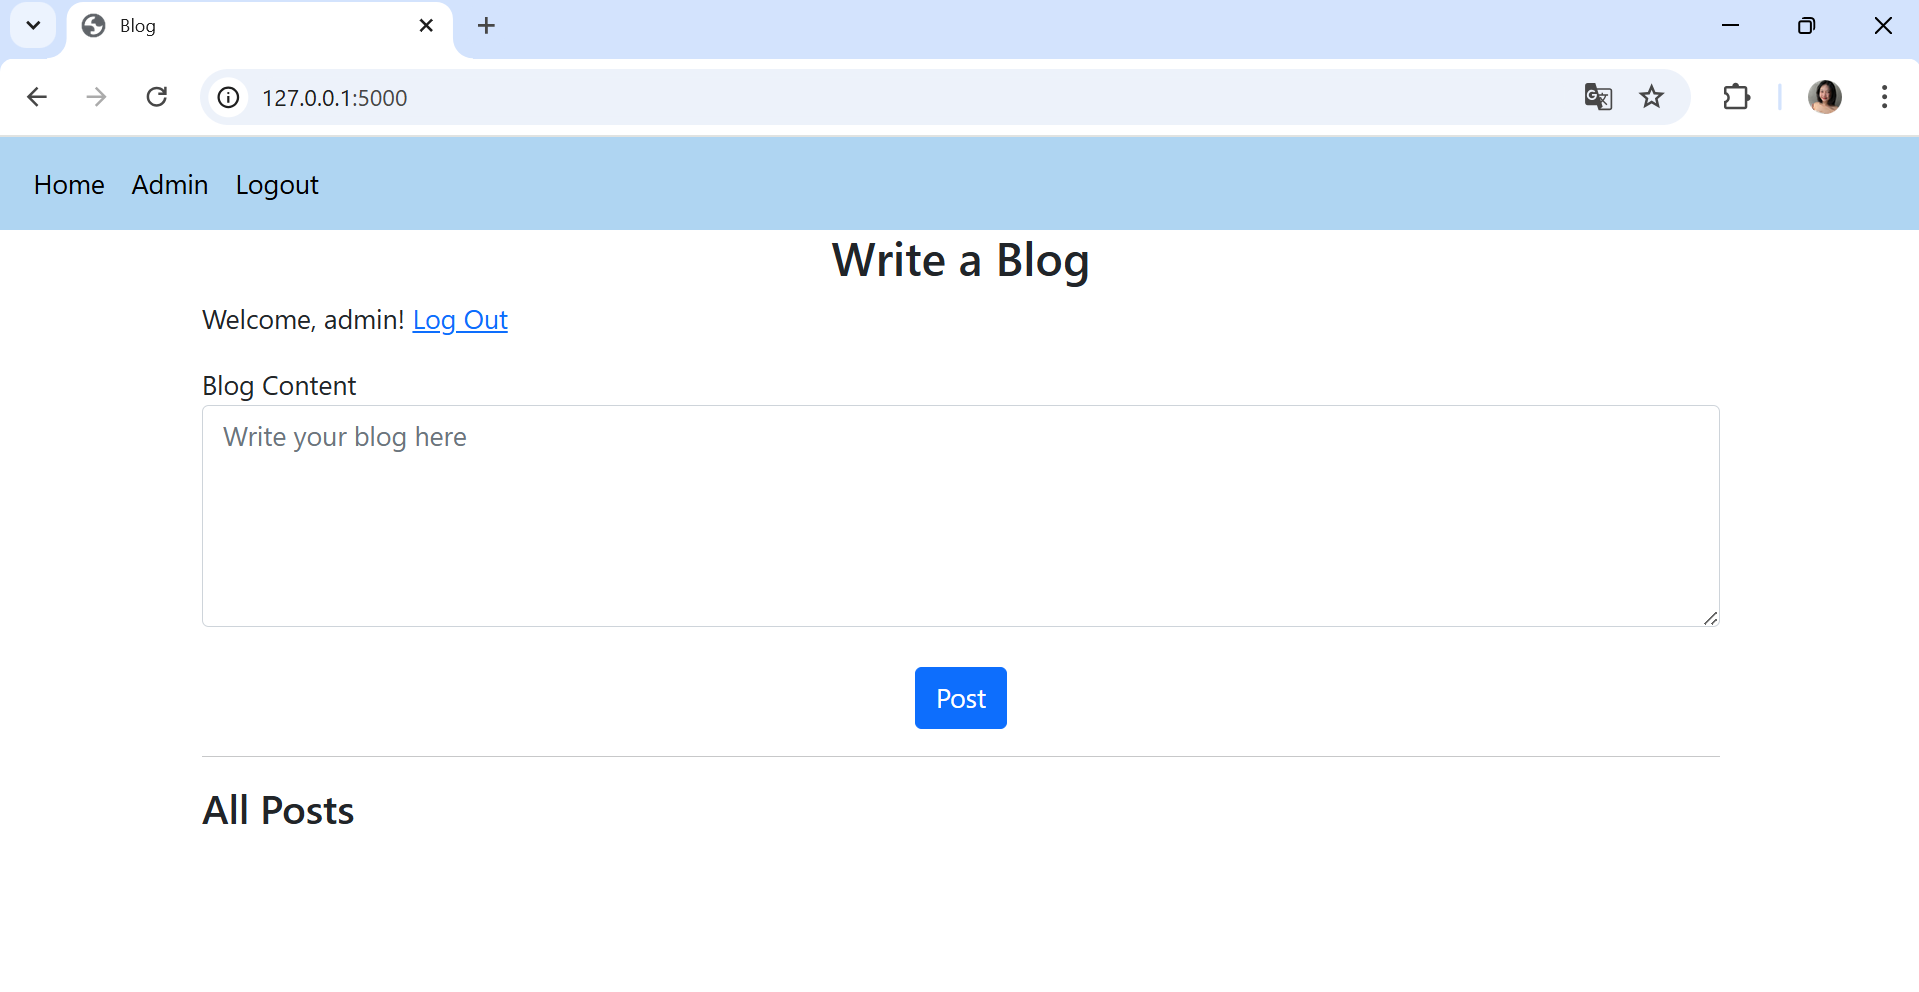 Blog
127.0.0.1:5000
Home Admin Logout
Write a Blog
Welcome, admin! Log Out
Blog Content
Write your blog here
Post
All Posts